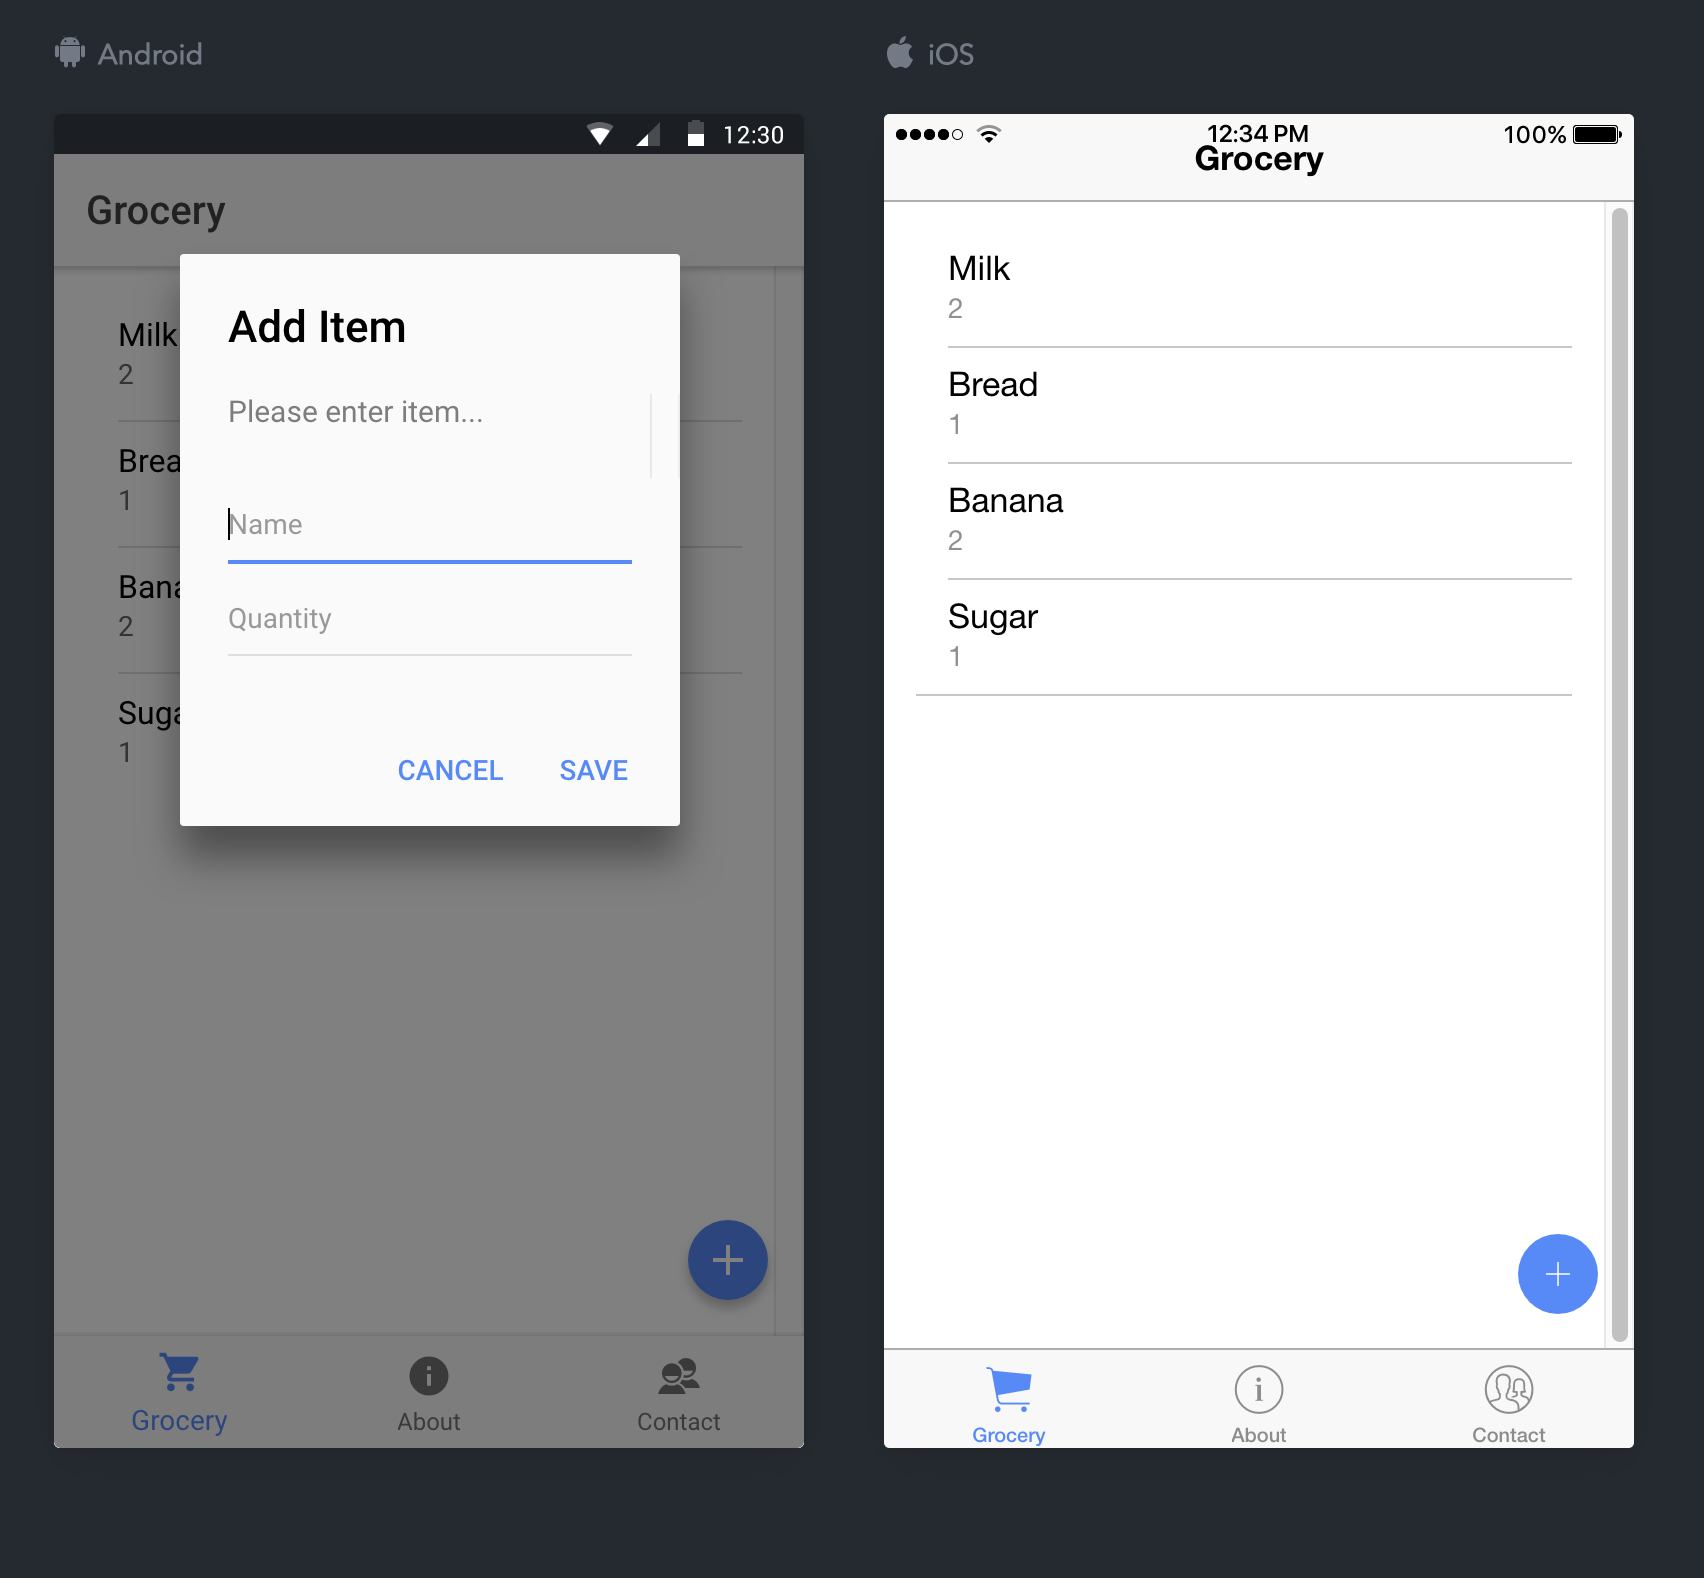 Android
12:30
Grocery
Add Item
Please enter item...
Name
Quantity
CANCEL SAVE
Milk
2
Brea
1
Bana
2
Suga
1
Grocery About Contact
iOS
12:34 PM 100%
Grocery
Milk
2
Bread
1
Banana
2
Sugar
1
Grocery About Contact